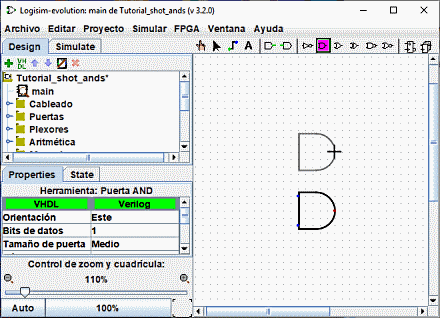 Logisim-evolution: main de Tutorial_shot_ands (v 3.2.0)
Archivo Editar Proyecto Simular FPGA Ventana Ayuda
Design Simulate
A
VH
DL
Tutorial_shot_ands*
main
Cableado
Puertas
Plexores
Aritmética
Properties State
Herramienta: Puerta AND
VHDL Verilog
Orientación Este
Bits de datos 1
Tamaño de puerta Medio
Control de zoom y cuadrícula:
110%
Auto 100%